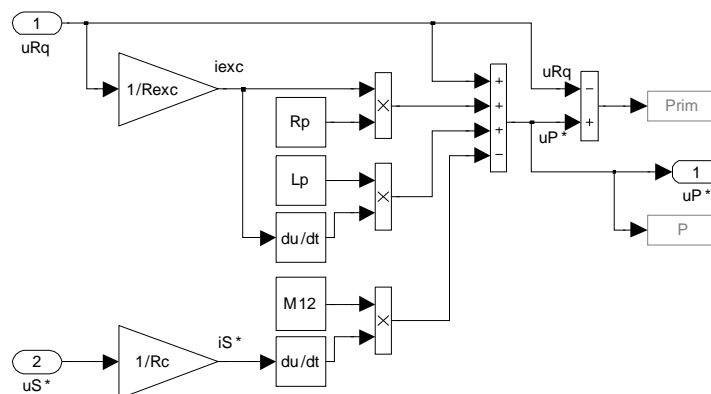 1
uRq
1/Rexc
iexc
Rp
Lp
du/dt
M12
du/dt
2
uS*
1/Rc
iS*
×
×
×
+
+
+
−
uRq
−
+
uP*
Prim
1
uP*
P